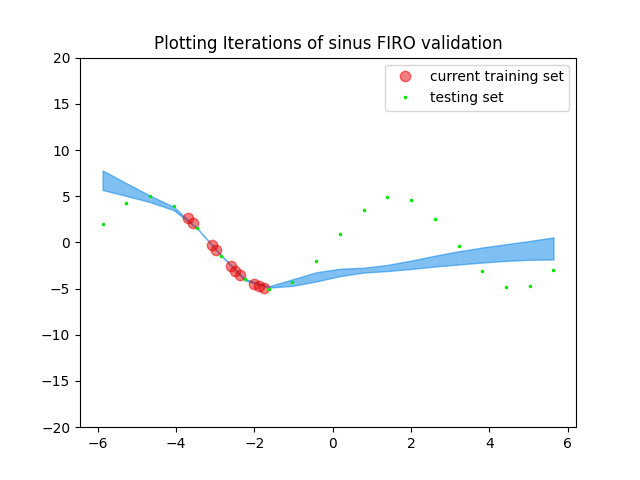 Plotting Iterations of sinus FIRO validation
current training set
testing set
20
15
10
5
0
−5
−10
−15
−20
−6 −4 −2 0 2 4 6